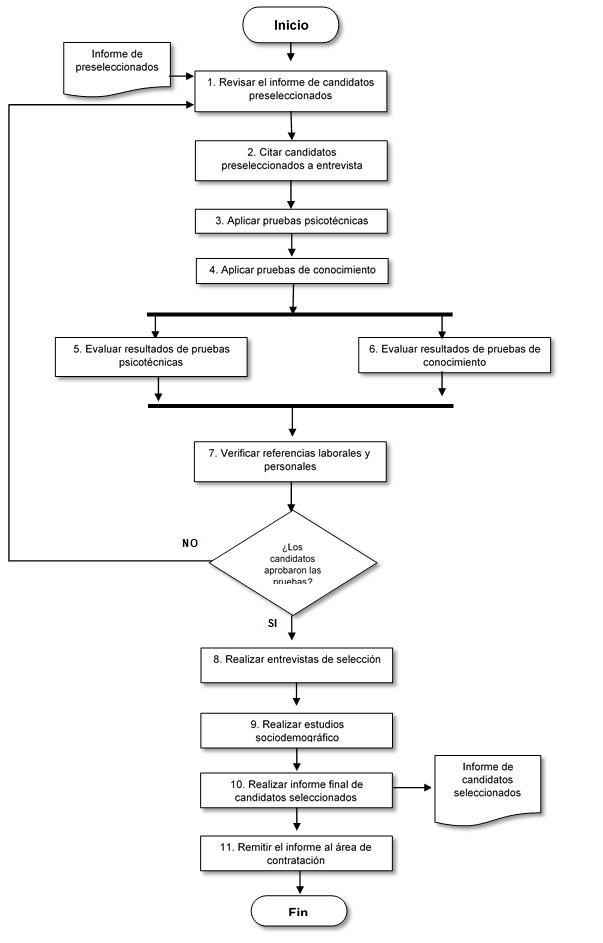 Inicio
Informe de
preseleccionados
1. Revisar el informe de candidatos
preseleccionados
2. Citar candidatos
preseleccionados a entrevista
3. Aplicar pruebas psicotécnicas
4. Aplicar pruebas de conocimiento
5. Evaluar resultados de pruebas
psicotécnicas
6. Evaluar resultados de pruebas de
conocimiento
7. Verificar referencias laborales y
personales
NO
¿Los
candidatos
aprobaron las
pruebas?
SI
8. Realizar entrevistas de selección
9. Realizar estudios
sociodemográfico
10. Realizar informe final de
candidatos seleccionados
Informe de
candidatos
seleccionados
11. Remitir el informe al área de
contratación
Fin